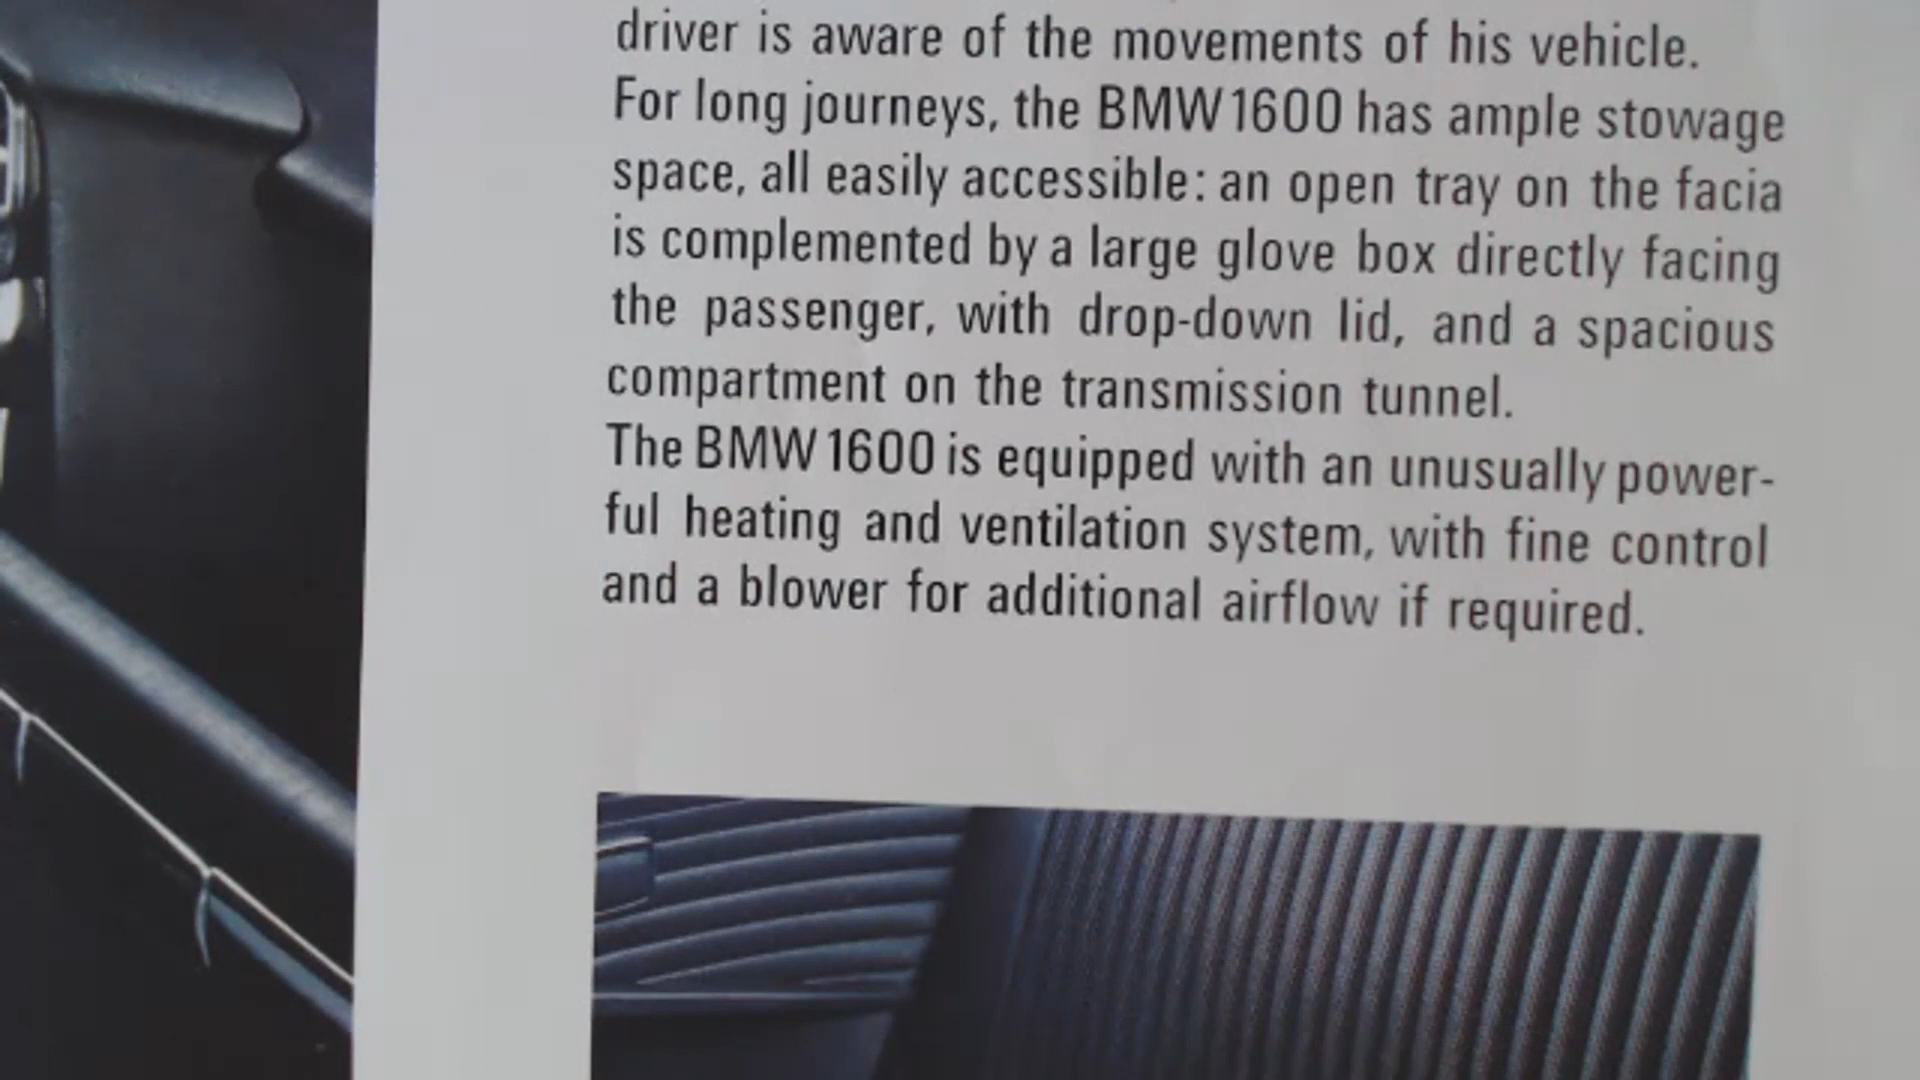 driver is aware of the movements of his vehicle.
For long journeys, the BMW 1600 has ample stowage
space, all easily accessible: an open tray on the facia
is complemented by a large glove box directly facing
the passenger, with drop-down lid, and a spacious
compartment on the transmission tunnel.
The BMW 1600 is equipped with an unusually power-
ful heating and ventilation system, with fine control
and a blower for additional airflow if required.